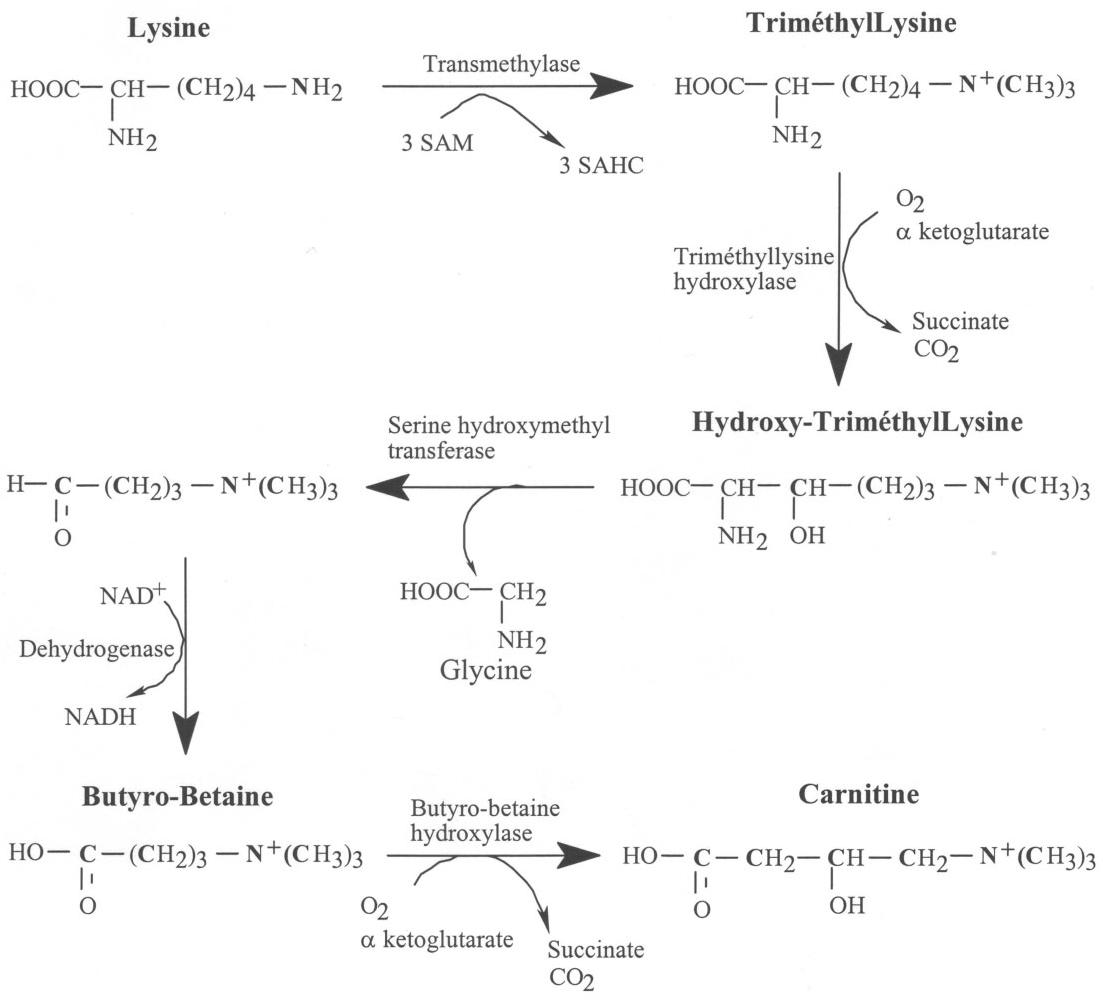 Lysine
TriméthylLysine
HOOC—CH—(CH2)4—NH2
NH2
Transmethylase
3 SAM
3 SAHC
HOOC—CH—(CH2)4—N+(CH3)3
NH2
O2
α ketoglutarate
Triméthyllysine
hydroxylase
Succinate
CO2
Hydroxy-TriméthylLysine
Serine hydroxymethyl
transferase
H—C—(CH2)3—N+(CH3)3
O
HOOC—CH—CH—(CH2)3—N+(CH3)3
NH2 OH
HOOC—CH2
NH2
Glycine
NAD+
Dehydrogenase
NADH
Butyro-Betaine
Carnitine
HO—C—(CH2)3—N+(CH3)3
O
Butyro-betaine
hydroxylase
O2
α ketoglutarate
Succinate
CO2
HO—C—CH2—CH—CH2—N+(CH3)3
O OH